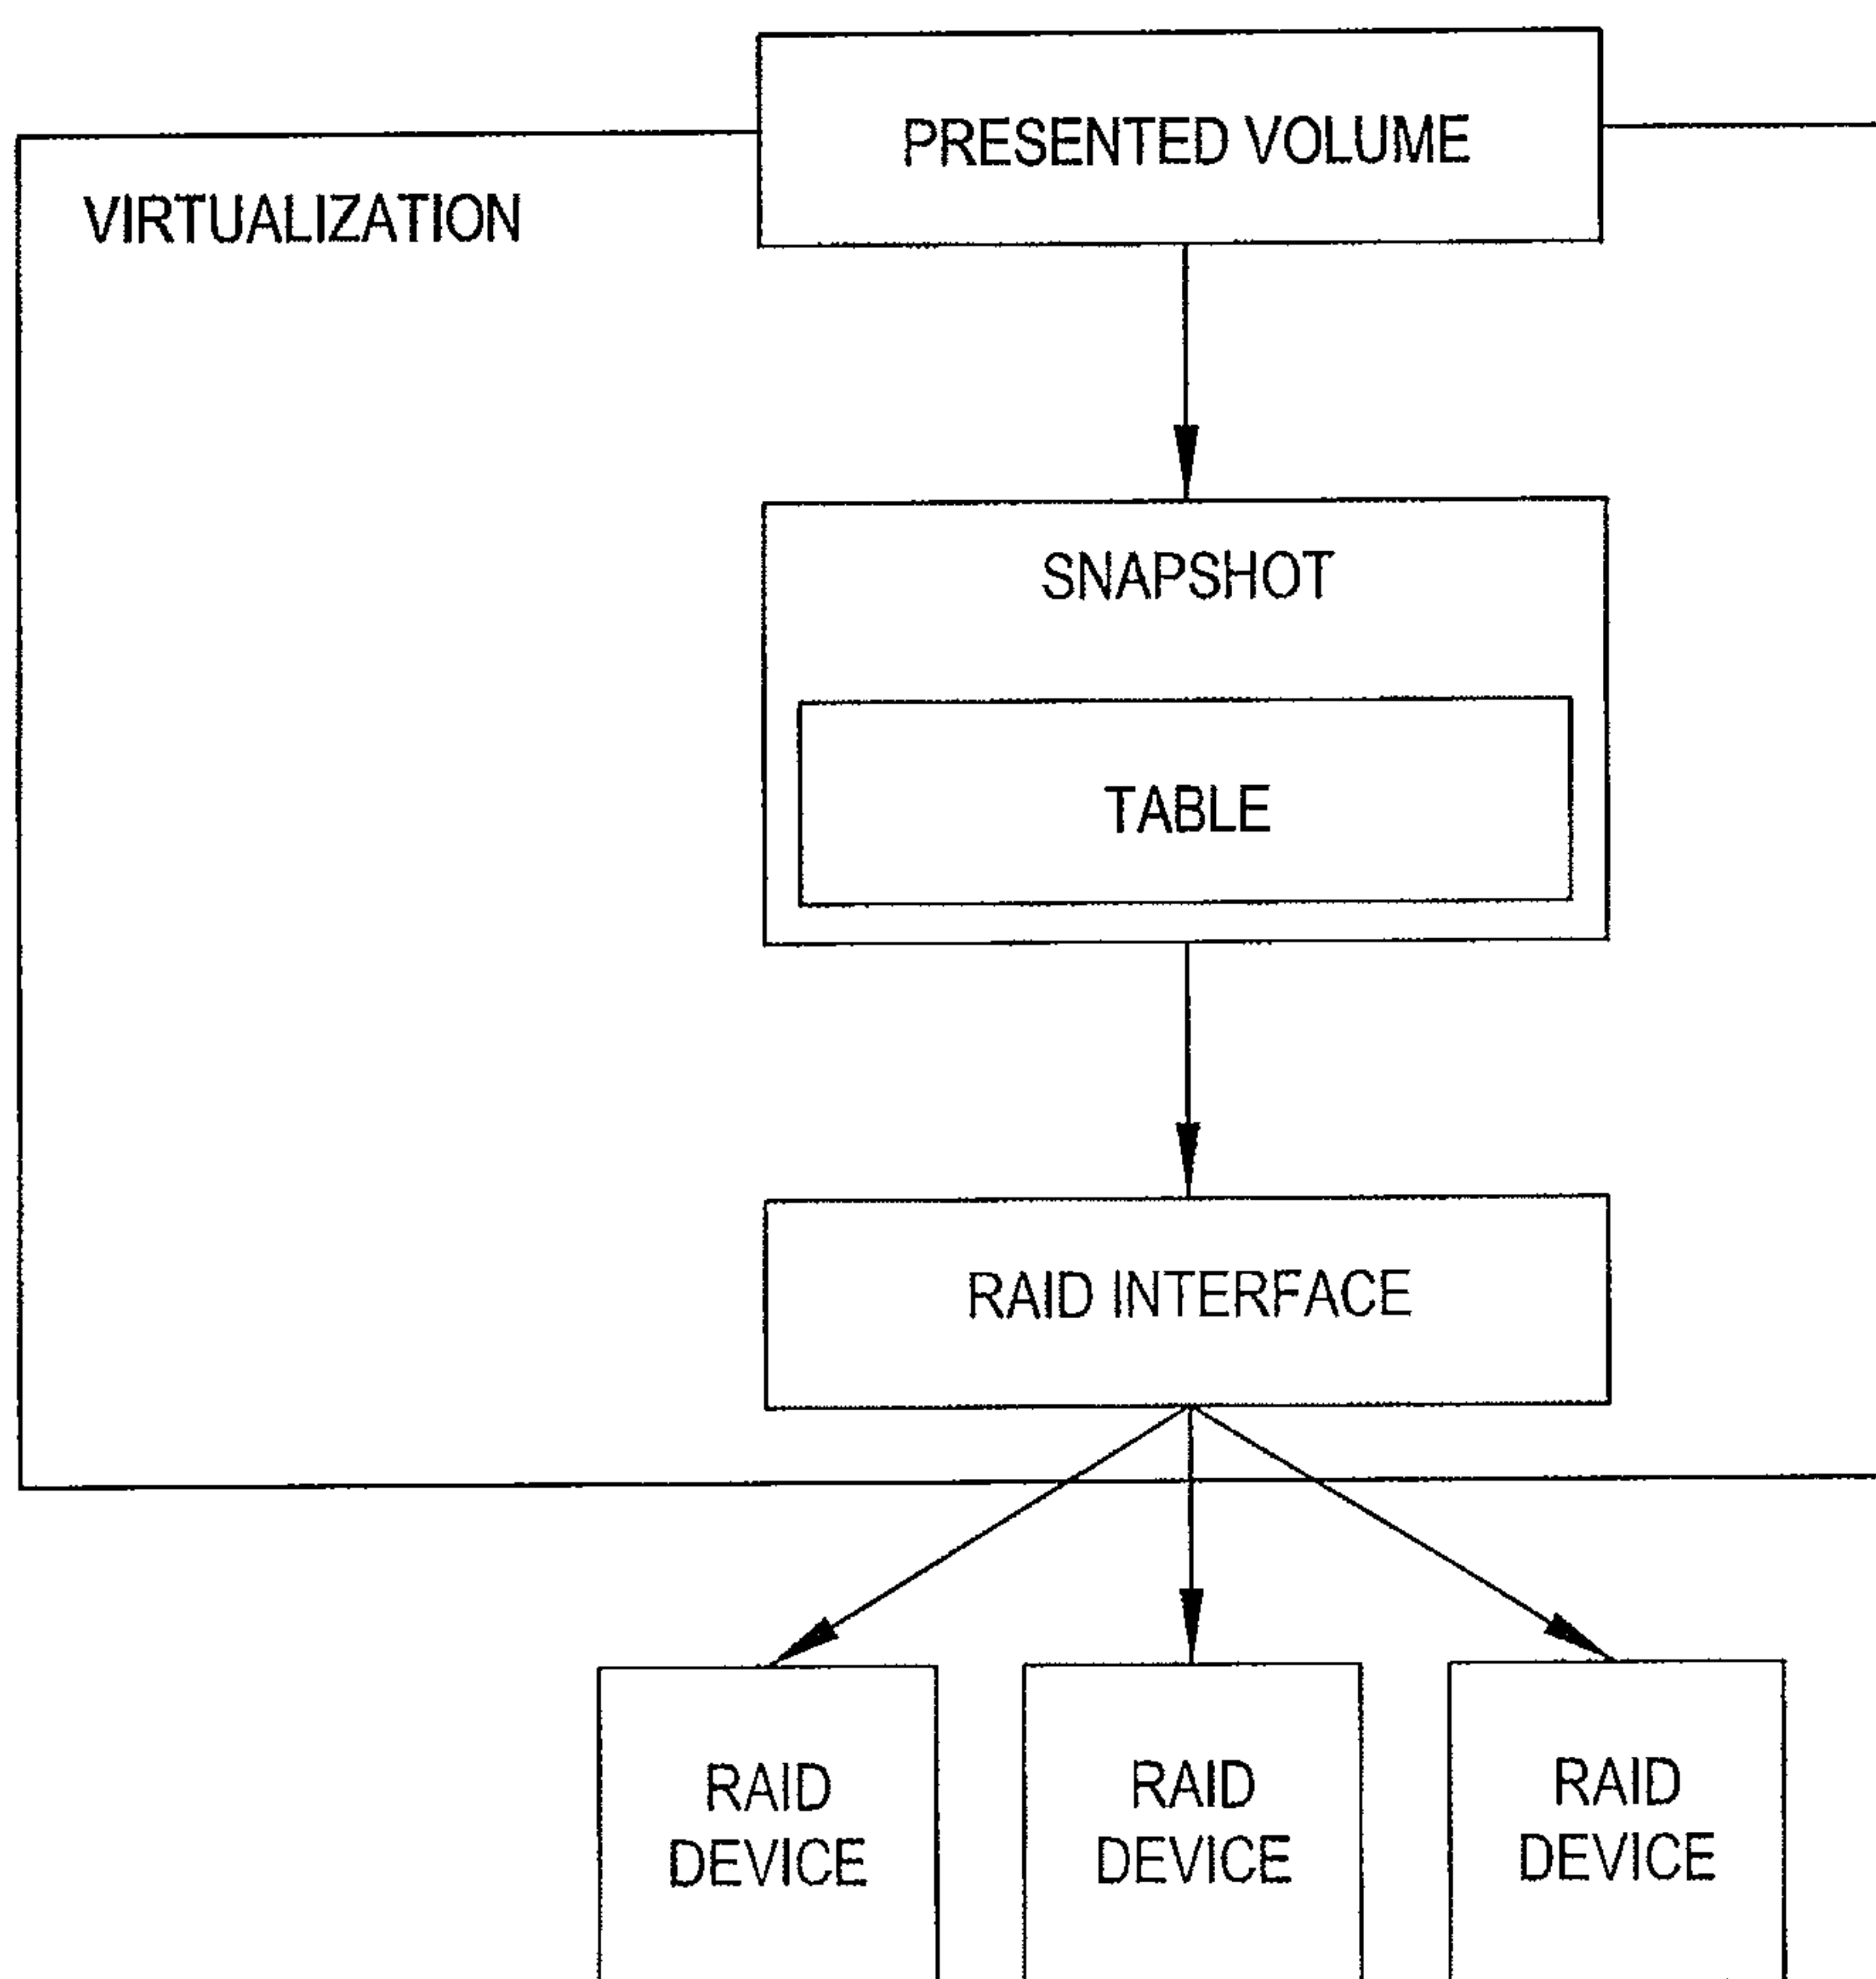 PRESENTED VOLUME
VIRTUALIZATION
SNAPSHOT
TABLE
RAID INTERFACE
RAID
DEVICE
RAID
DEVICE
RAID
DEVICE